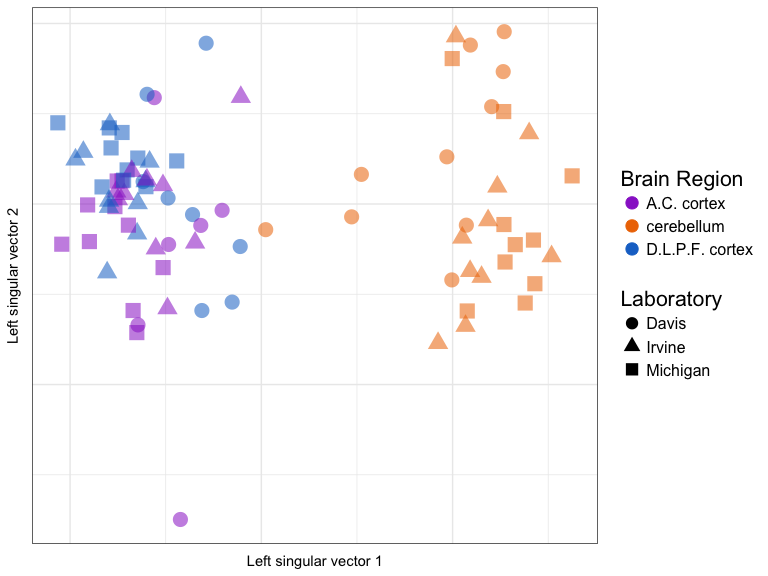 Brain Region
A.C. cortex
cerebellum
D.L.P.F. cortex
Laboratory
Davis
Irvine
Michigan
Left singular vector 2
Left singular vector 1